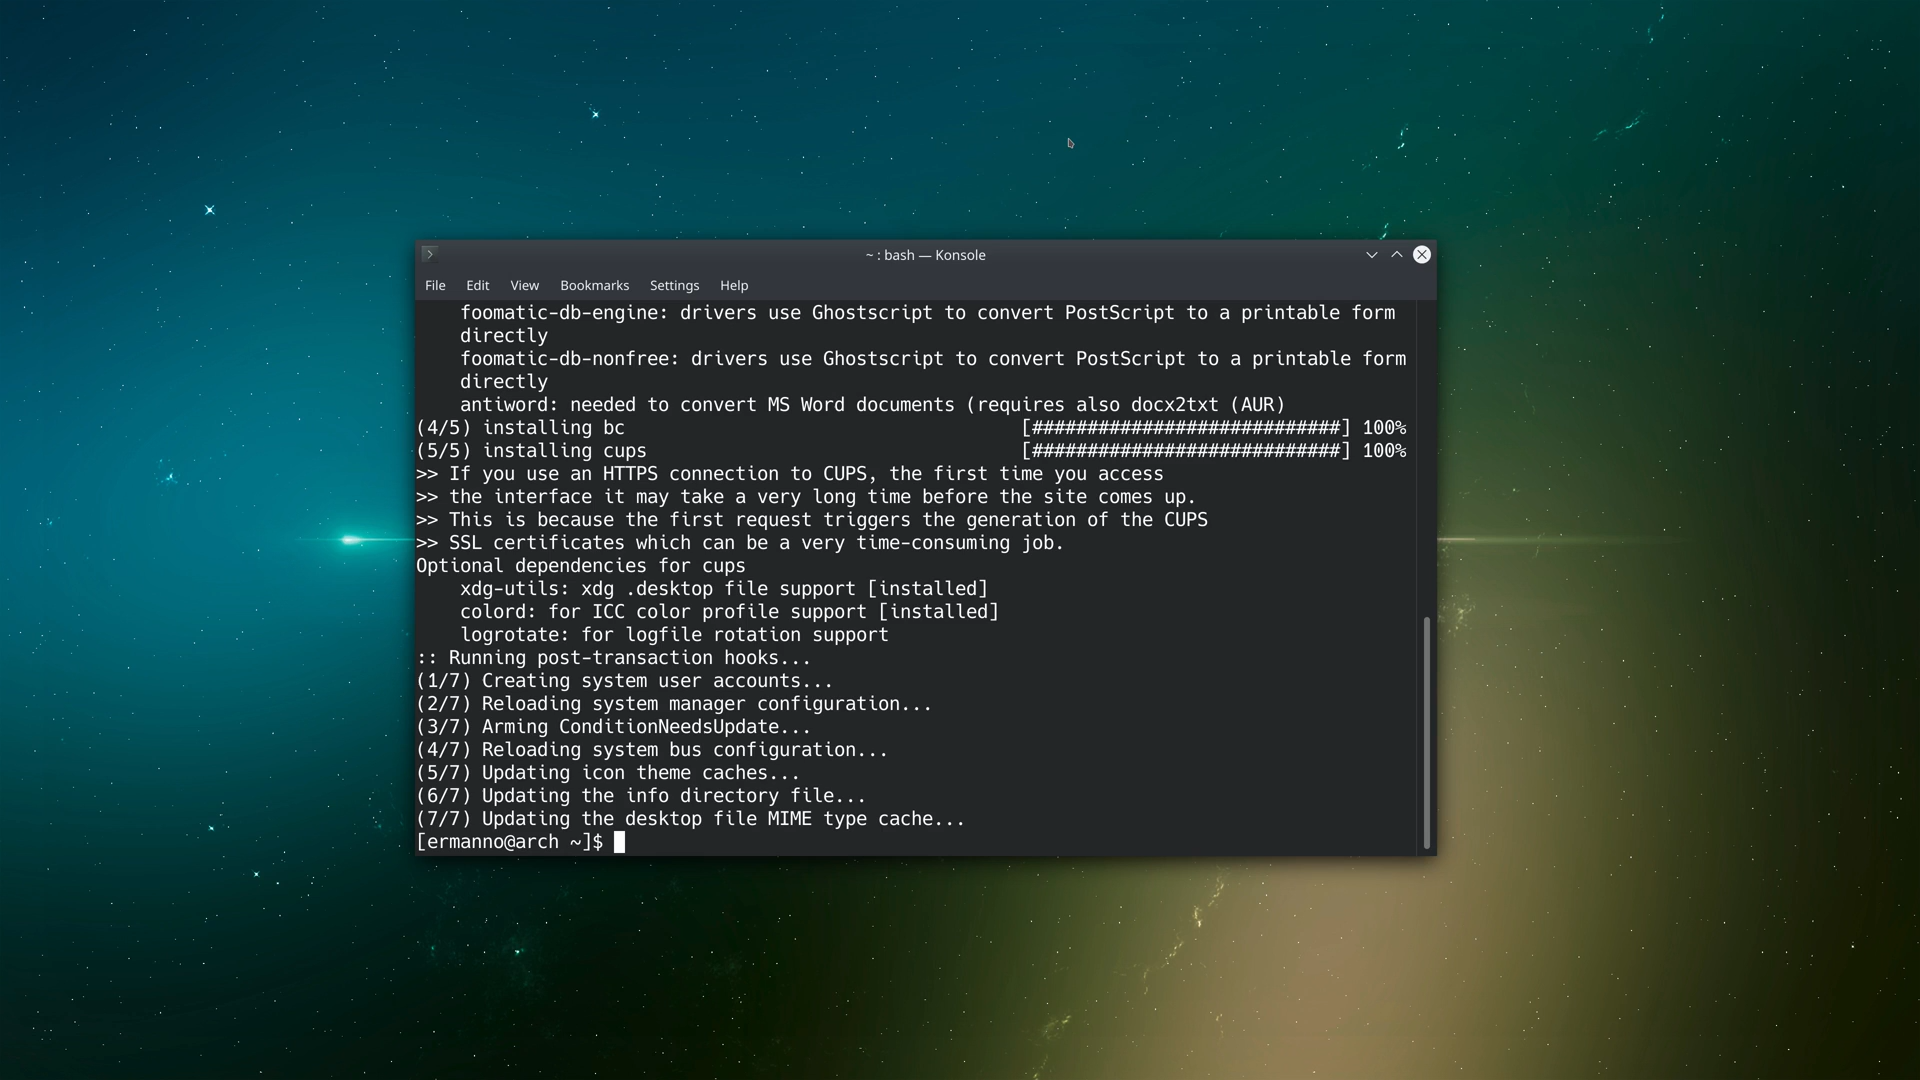 ~ : bash — Konsole
File Edit View Bookmarks Settings Help
foomatic-db-engine: drivers use Ghostscript to convert PostScript to a printable form
directly
foomatic-db-nonfree: drivers use Ghostscript to convert PostScript to a printable form
directly
antiword: needed to convert MS Word documents (requires also docx2txt (AUR)
(4/5) installing bc [############################] 100%
(5/5) installing cups [############################] 100%
>> If you use an HTTPS connection to CUPS, the first time you access
>> the interface it may take a very long time before the site comes up.
>> This is because the first request triggers the generation of the CUPS
>> SSL certificates which can be a very time-consuming job.
Optional dependencies for cups
xdg-utils: xdg .desktop file support [installed]
colord: for ICC color profile support [installed]
logrotate: for logfile rotation support
:: Running post-transaction hooks...
(1/7) Creating system user accounts...
(2/7) Reloading system manager configuration...
(3/7) Arming ConditionNeedsUpdate...
(4/7) Reloading system bus configuration...
(5/7) Updating icon theme caches...
(6/7) Updating the info directory file...
(7/7) Updating the desktop file MIME type cache...
[ermanno@arch ~]$